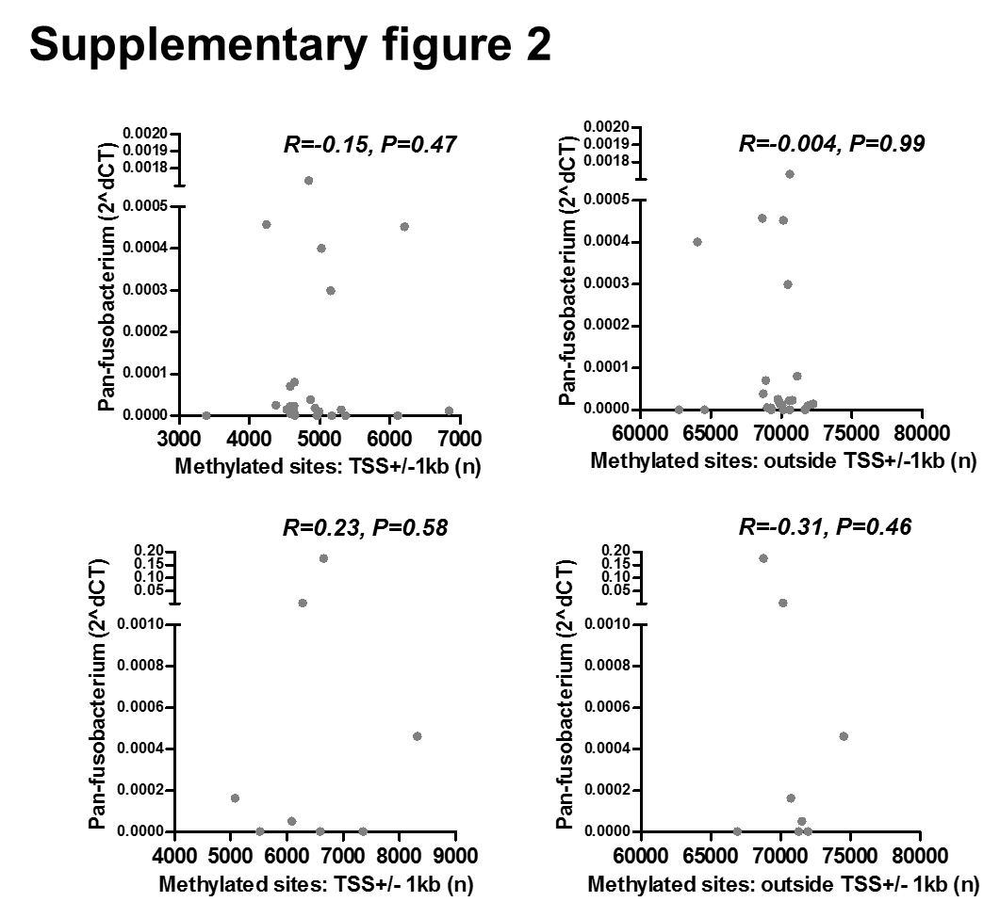 Supplementary figure 2
R=-0.15, P=0.47
Pan-fusobacterium (2^dCT)
0.0020
0.0019
0.0018
0.0005
0.0004
0.0003
0.0002
0.0001
0.0000
3000 4000 5000 6000 7000
Methylated sites: TSS+/-1kb (n)
R=-0.004, P=0.99
Pan-fusobacterium (2^dCT)
0.0020
0.0019
0.0018
0.0005
0.0004
0.0003
0.0002
0.0001
0.0000
60000 65000 70000 75000 80000
Methylated sites: outside TSS+/-1kb (n)
R=0.23, P=0.58
Pan-fusobacterium (2^dCT)
0.20
0.15
0.10
0.05
0.0010
0.0008
0.0006
0.0004
0.0002
0.0000
4000 5000 6000 7000 8000 9000
Methylated sites: TSS+/- 1kb (n)
R=-0.31, P=0.46
Pan-fusobacterium (2^dCT)
0.20
0.15
0.10
0.05
0.0010
0.0008
0.0006
0.0004
0.0002
0.0000
60000 65000 70000 75000 80000
Methylated sites: outside TSS+/- 1kb (n)